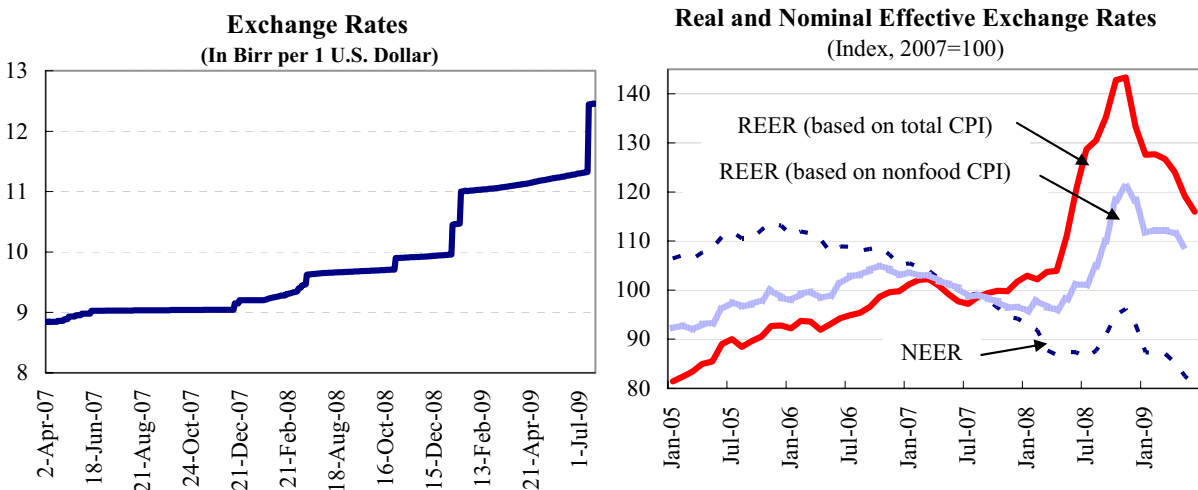 Exchange Rates
(In Birr per 1 U.S. Dollar)
13
12
11
10
9
8
2-Apr-07
18-Jun-07
21-Aug-07
24-Oct-07
21-Dec-07
21-Feb-08
18-Aug-08
16-Oct-08
15-Dec-08
13-Feb-09
21-Apr-09
1-Jul-09
Real and Nominal Effective Exchange Rates
(Index, 2007=100)
140
130
120
110
100
90
80
REER (based on total CPI)
REER (based on nonfood CPI)
NEER
Jan-05
Jul-05
Jan-06
Jul-06
Jan-07
Jul-07
Jan-08
Jul-08
Jan-09